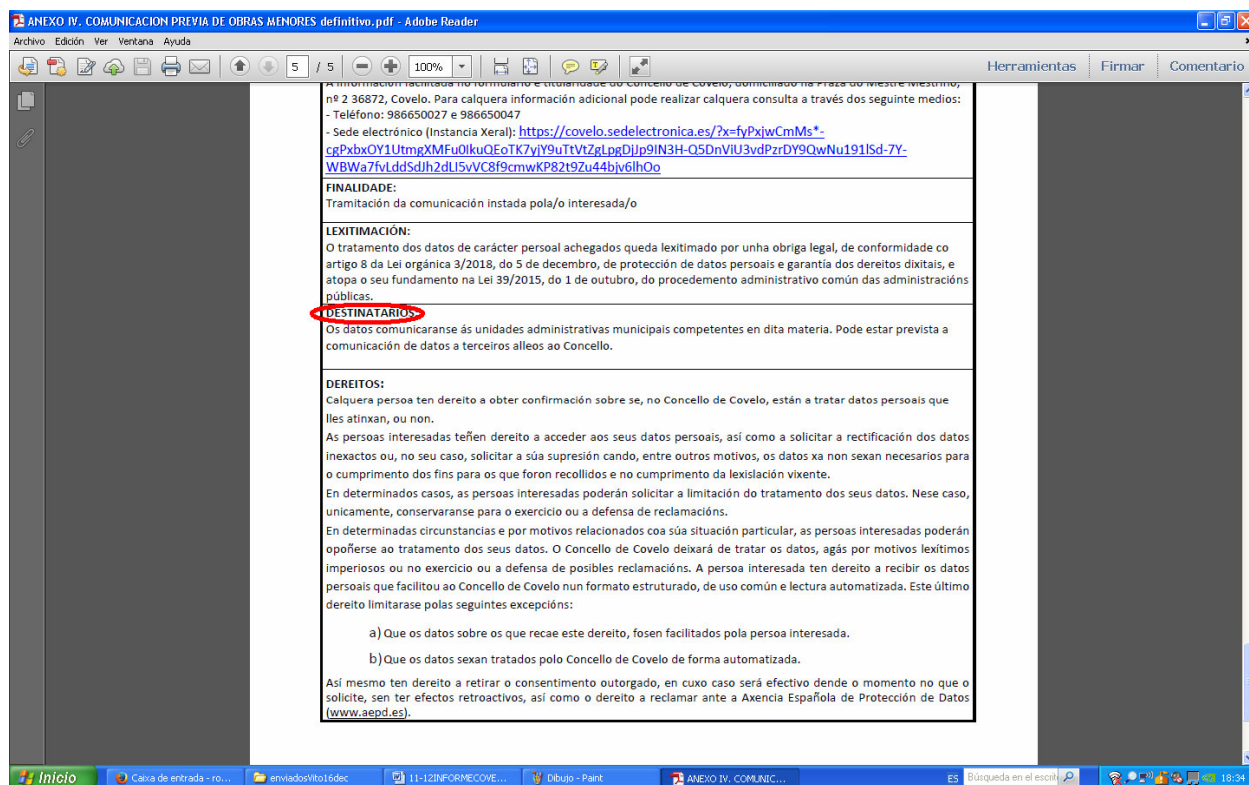 ANEXO IV. COMUNICACION PREVIA DE OBRAS MENORES definitivo.pdf - Adobe Reader
Archivo Edición Ver Ventana Ayuda
5 / 5 100% Herramientas Firmar Comentario
A información facilitada no formulario é titularidade do Concello de Covelo, domiciliado na Praza do Mestre Mestriño,
nº 2 36872, Covelo. Para calquera información adicional pode realizar calquera consulta a través dos seguinte medios:
- Teléfono: 986650027 e 986650047
- Sede electrónico (Instancia Xeral): https://covelo.sedelectronica.es/?x=fyPxjwCmMs*-
cgPxbxOY1UtmgXMFu0lkuQEoTK7yjY9uTtVtZgLpgDjJp9IN3H-Q5DnViU3vdPzrDY9QwNu191lSd-7Y-
WBWa7fvLddSdJh2dLI5vVC8f9cmwKP82t9Zu44bjv6lhOo
FINALIDADE:
Tramitación da comunicación instada pola/o interesada/o
LEXITIMACIÓN:
O tratamento dos datos de carácter persoal achegados queda lexitimado por unha obriga legal, de conformidade co
artigo 8 da Lei orgánica 3/2018, do 5 de decembro, de protección de datos persoais e garantía dos dereitos dixitais, e
atopa o seu fundamento na Lei 39/2015, do 1 de outubro, do procedemento administrativo común das administracións
públicas.
DESTINATARIOS:
Os datos comunicaranse ás unidades administrativas municipais competentes en dita materia. Pode estar prevista a
comunicación de datos a terceiros alleos ao Concello.
DEREITOS:
Calquera persoa ten dereito a obter confirmación sobre se, no Concello de Covelo, están a tratar datos persoais que
lles atinxan, ou non.
As persoas interesadas teñen dereito a acceder aos seus datos persoais, así como a solicitar a rectificación dos datos
inexactos ou, no seu caso, solicitar a súa supresión cando, entre outros motivos, os datos xa non sexan necesarios para
o cumprimento dos fins para os que foron recollidos e no cumprimento da lexislación vixente.
En determinados casos, as persoas interesadas poderán solicitar a limitación do tratamento dos seus datos. Nese caso,
unicamente, conservaranse para o exercicio ou a defensa de reclamacións.
En determinadas circunstancias e por motivos relacionados coa súa situación particular, as persoas interesadas poderán
opoñerse ao tratamento dos seus datos. O Concello de Covelo deixará de tratar os datos, agás por motivos lexítimos
imperiosos ou no exercicio ou a defensa de posibles reclamacións. A persoa interesada ten dereito a recibir os datos
persoais que facilitou ao Concello de Covelo nun formato estruturado, de uso común e lectura automatizada. Este último
dereito limitarase polas seguintes excepcións:
a) Que os datos sobre os que recae este dereito, fosen facilitados pola persoa interesada.
b) Que os datos sexan tratados polo Concello de Covelo de forma automatizada.
Así mesmo ten dereito a retirar o consentimento outorgado, en cuxo caso será efectivo dende o momento no que o
solicite, sen ter efectos retroactivos, así como o dereito a reclamar ante a Axencia Española de Protección de Datos
(www.aepd.es).
Inicio Caixa de entrada - ro... enviadosVito16dec 11-12INFORMECOVE... Dibujo - Paint ANEXO IV. COMUNIC... ES Búsqueda en el escrit 18:34